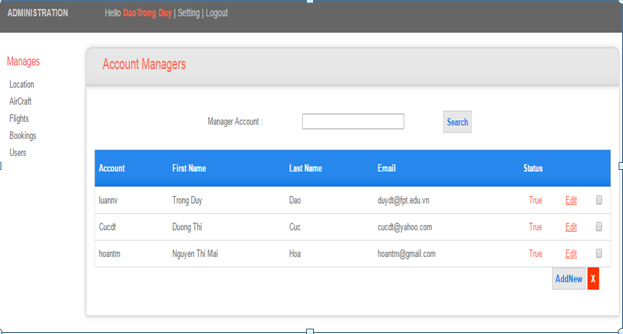 ADMINISTRATION Hello DaoTrong Duy | Setting | Logout
Manages
Location
AirCraft
Flights
Bookings
Users
Account Managers
Manager Account : Search
Account First Name Last Name Email Status
luannv Trong Duy Dao duydt@fpt.edu.vn True Edit
Cucdt Duong Thi Cuc cucdt@yahoo.com True Edit
hoantm Nguyen Thi Mai Hoa hoantm@gmail.com True Edit
AddNew X